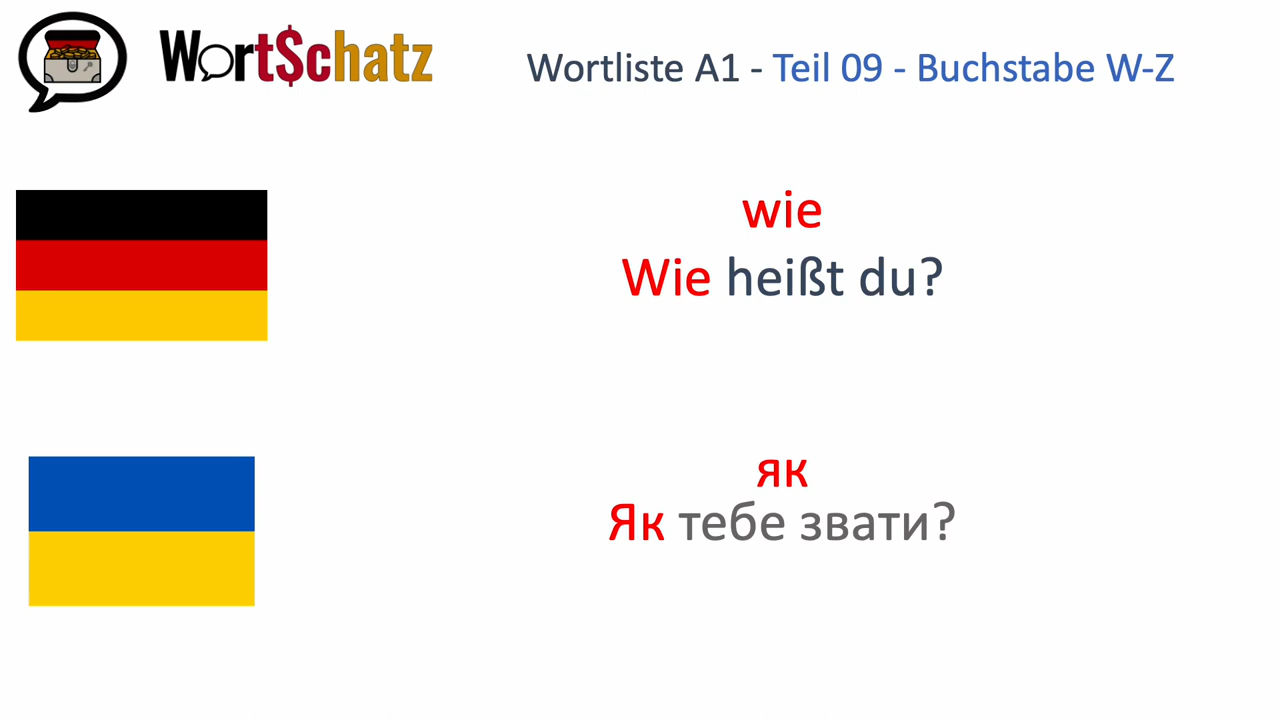 Wort$chatz
Wortliste A1 - Teil 09 - Buchstabe W-Z
wie
Wie heißt du?
як
Як тебе звати?